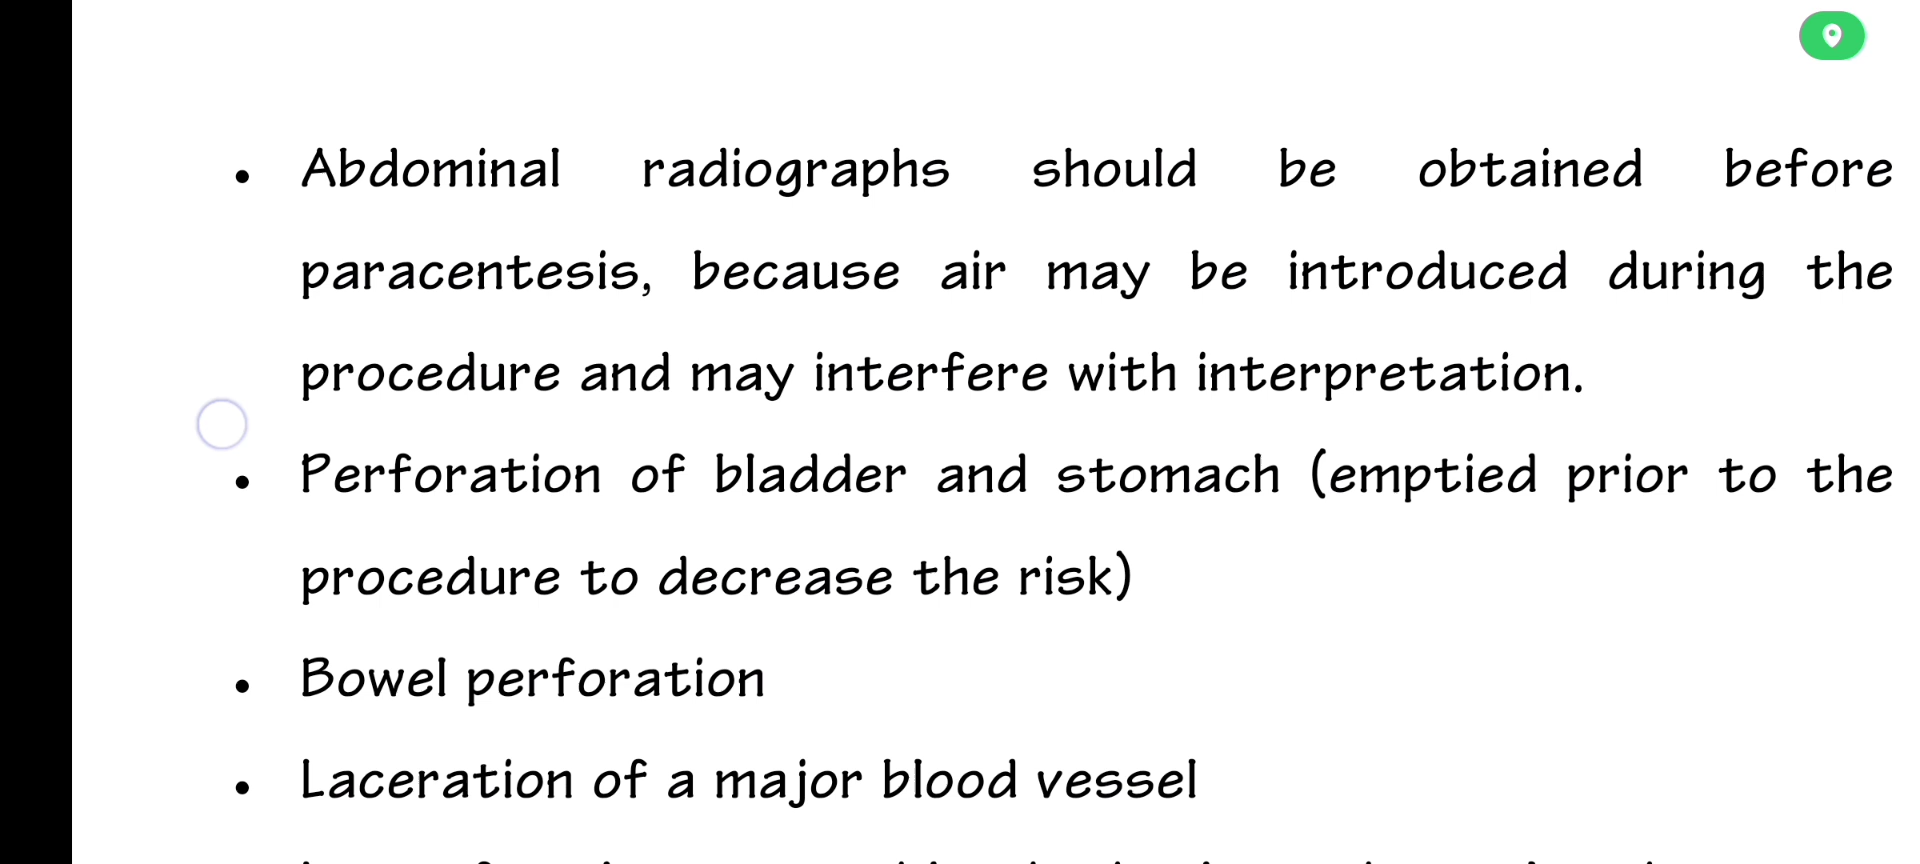 • Abdominal radiographs should be obtained before
paracentesis, because air may be introduced during the
procedure and may interfere with interpretation.
• Perforation of bladder and stomach (emptied prior to the
procedure to decrease the risk)
• Bowel perforation
• Laceration of a major blood vessel